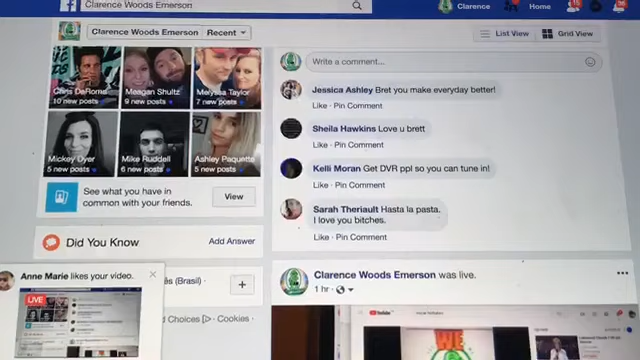 Clarence Woods Emerson
Clarence
Home
Clarence Woods Emerson
Recent
List View
Grid View
Chris DeRoma
10 new posts
Meagan Shultz
9 new posts
Meryssa Taylor
7 new posts
Mickey Dyer
5 new posts
Mike Ruddell
6 new posts
Ashley Paquette
5 new posts
See what you have in
common with your friends.
View
Did You Know
Add Answer
Anne Marie likes your video.
LIVE
ês (Brasil) ·
d Choices · Cookies ·
Write a comment...
Jessica Ashley Bret you make everyday better!
Like · Pin Comment
Sheila Hawkins Love u brett
Like · Pin Comment
Kelli Moran Get DVR ppl so you can tune in!
Like · Pin Comment
Sarah Theriault Hasta la pasta.
I love you bitches.
Like · Pin Comment
Clarence Woods Emerson was live.
1 hr ·
YouTube
WE